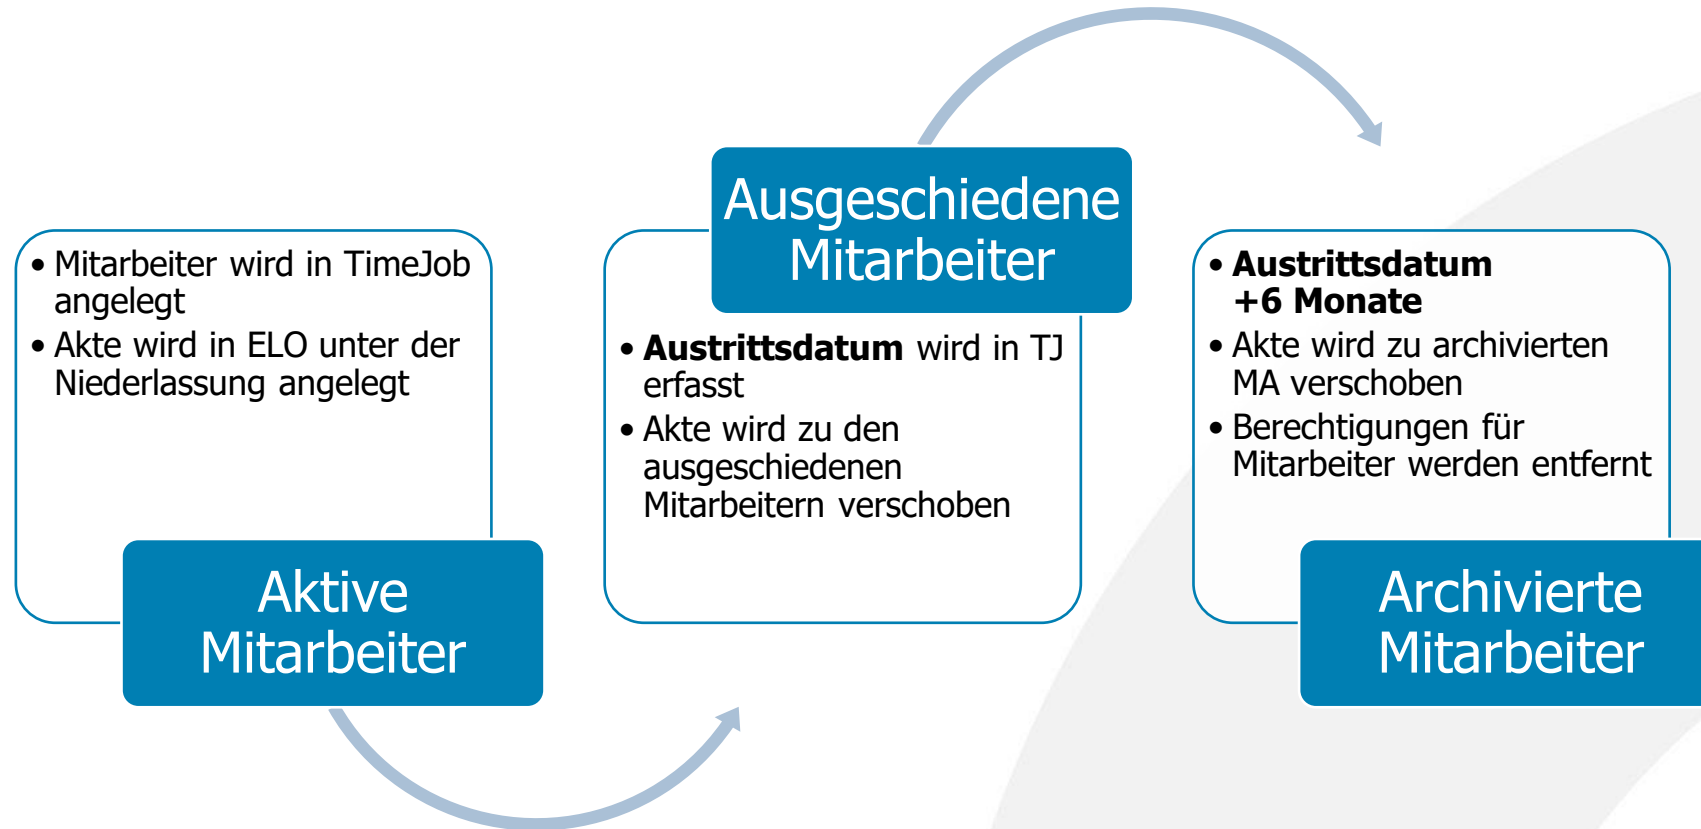 • Mitarbeiter wird in TimeJob
angelegt
• Akte wird in ELO unter der
Niederlassung angelegt
Aktive
Mitarbeiter
Ausgeschiedene
Mitarbeiter
• Austrittsdatum wird in TJ
erfasst
• Akte wird zu den
ausgeschiedenen
Mitarbeitern verschoben
• Austrittsdatum
+6 Monate
• Akte wird zu archivierten
MA verschoben
• Berechtigungen für
Mitarbeiter werden entfernt
Archivierte
Mitarbeiter